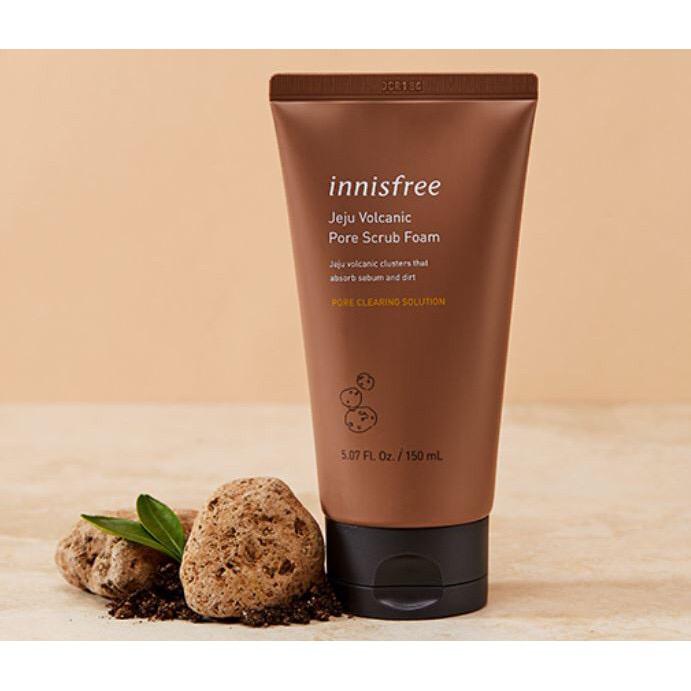 innisfree
Jeju Volcanic
Pore Scrub Foam
Jeju volcanic clusters that
absorb sebum and dirt
PORE CLEARING SOLUTION
5.07 FL. Oz. / 150 mL